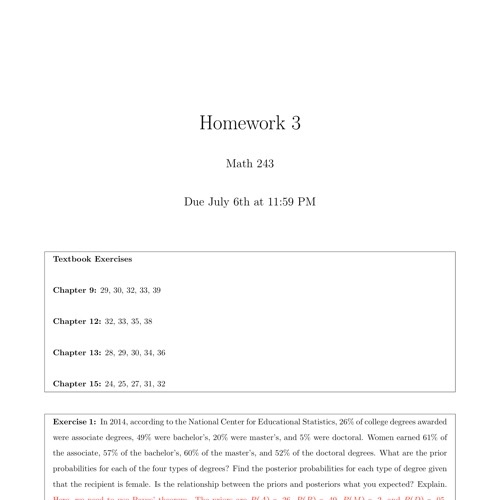 Homework 3
Math 243
Due July 6th at 11:59 PM
Textbook Exercises
Chapter 9: 29, 30, 32, 33, 39
Chapter 12: 32, 33, 35, 38
Chapter 13: 28, 29, 30, 34, 36
Chapter 15: 24, 25, 27, 31, 32
Exercise 1: In 2014, according to the National Center for Educational Statistics, 26% of college degrees awarded
were associate degrees, 49% were bachelor's, 20% were master's, and 5% were doctoral. Women earned 61% of
the associate, 57% of the bachelor's, 60% of the master's, and 52% of the doctoral degrees. What are the prior
probabilities for each of the four types of degrees? Find the posterior probabilities for each type of degree given
that the recipient is female. Is the relationship between the priors and posteriors what you expected? Explain.